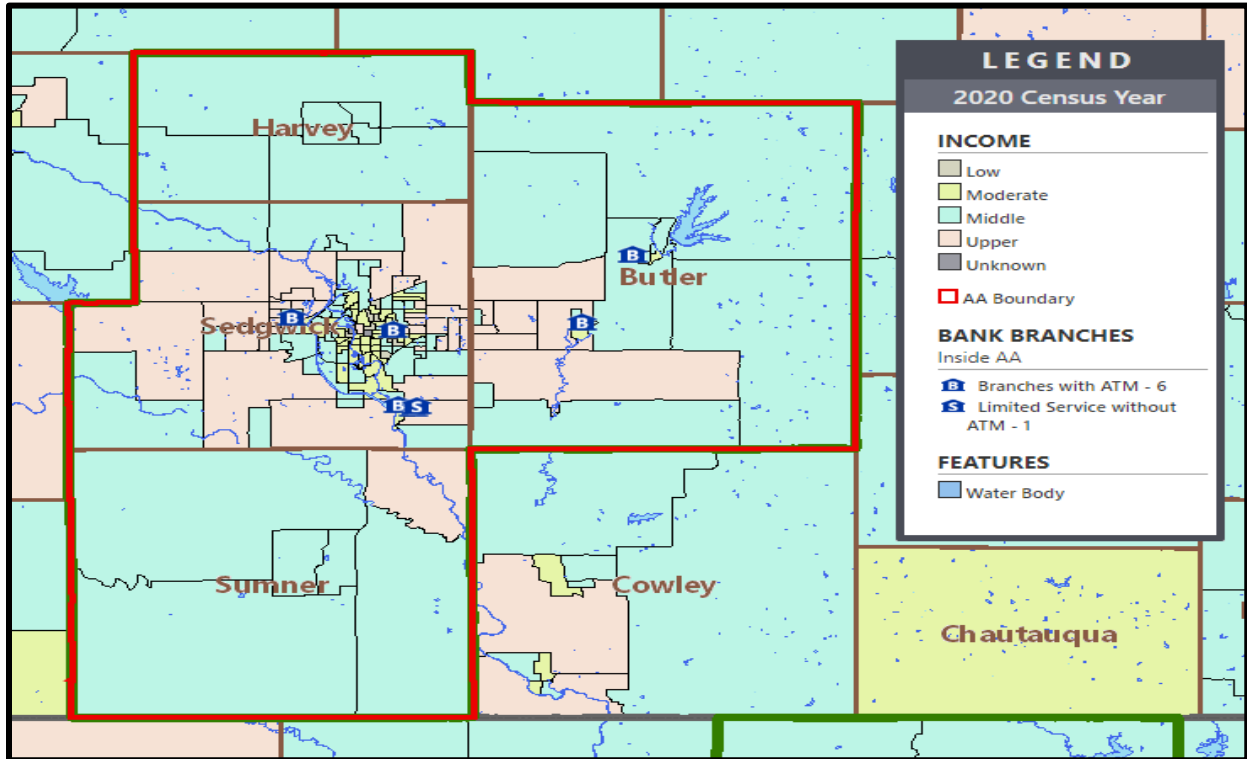 LEGEND
2020 Census Year
INCOME
Low
Moderate
Middle
Upper
Unknown
AA Boundary
BANK BRANCHES
Inside AA
B Branches with ATM - 6
S Limited Service without
ATM - 1
FEATURES
Water Body
Harvey
B
Butler
B
Sedgwick
B
B
B S
Sumner
Cowley
Chautauqua